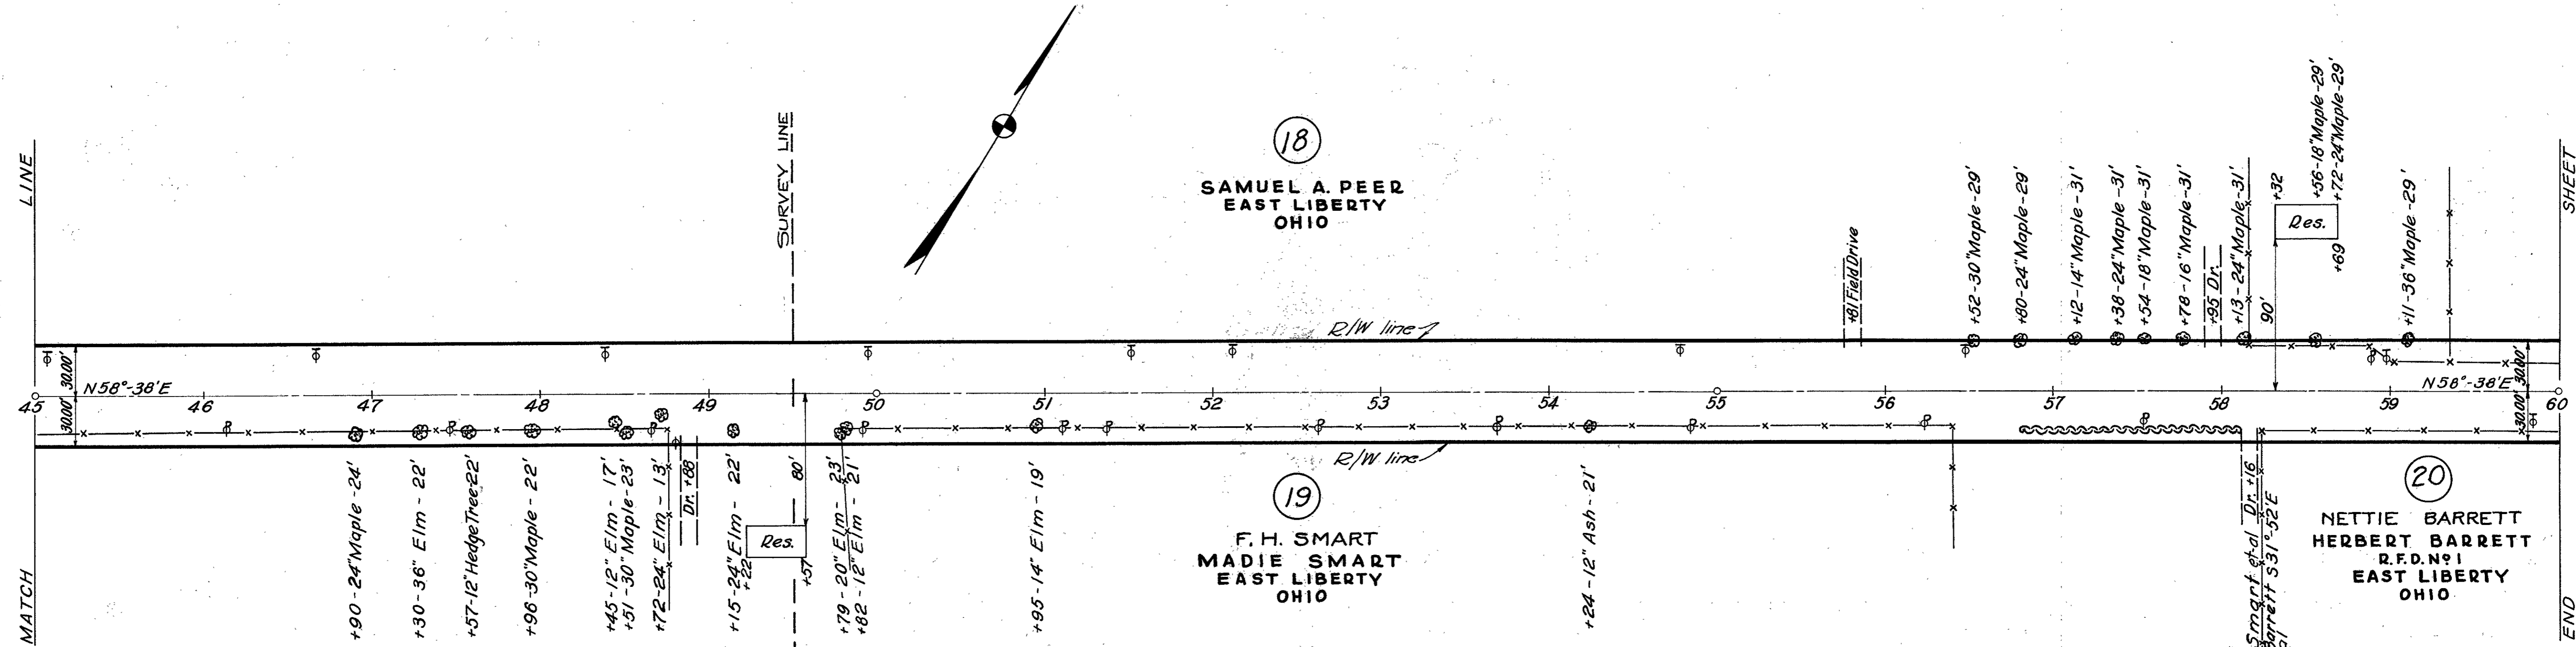 LINE
MATCH
SURVEY LINE
18
SAMUEL A. PEER
EAST LIBERTY
OHIO
R/W line
+81 Field Drive
+52-30"Maple-29'
+80-24"Maple-29'
+12-14"Maple-31'
+38-24"Maple-31'
+54-18"Maple-31'
+78-16"Maple-31'
+95 Dr.
+13-24"Maple-31'
90'
+32
Res.
+69
+56-18"Maple-29'
+72-24"Maple-29'
+11-36"Maple-29'
SHEET
END
30.00'
30.00'
N58°-38'E
45 46 47 48 49 50 51 52 53 54 55 56 57 58 59 60
N58°-38'E
30.00'
30.00'
P P P P P P P P P P P
R/W line
+90-24"Maple-24'
+30-36" Elm-22'
+57-12"Hedge Tree-22'
+96-30"Maple-22'
+45-12" Elm-17'
+51-30"Maple-23'
+72-24" Elm-13'
Dr. +88
+15-24" Elm-22'
+22
Res.
80'
+57
+79-20" Elm-23'
+82-12" Elm-21'
+95-14" Elm-19'
19
F. H. SMART
MADIE SMART
EAST LIBERTY
OHIO
+24-12" Ash-21'
Smart et al
Dr. +16
Barrett S31°-52'E
20
NETTIE BARRETT
HERBERT BARRETT
R.F.D. Nº 1
EAST LIBERTY
OHIO